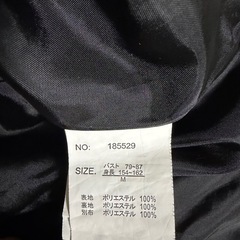 NO: 185529
バスト 79~87
SIZE. 身長 154~162
M
表地 ポリエステル 100%
裏地 ポリエステル 100%
別布 ポリエステル 100%